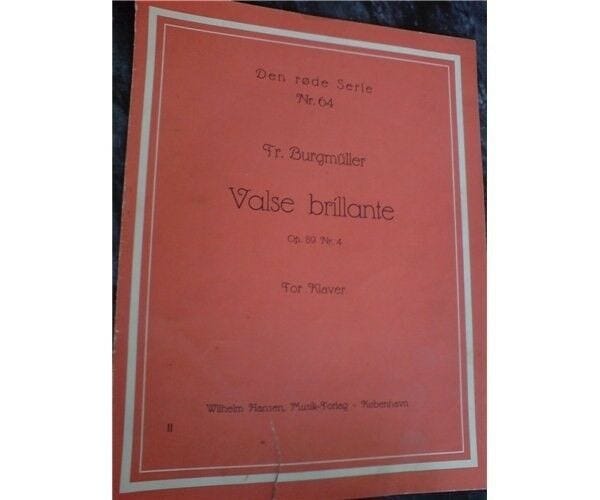 Den røde Serie
Nr. 64
Fr. Burgmüller
Valse brillante
Op. 89 Nr. 4
For Klaver
Wilhelm Hansen, Musik-Forlag - København
II